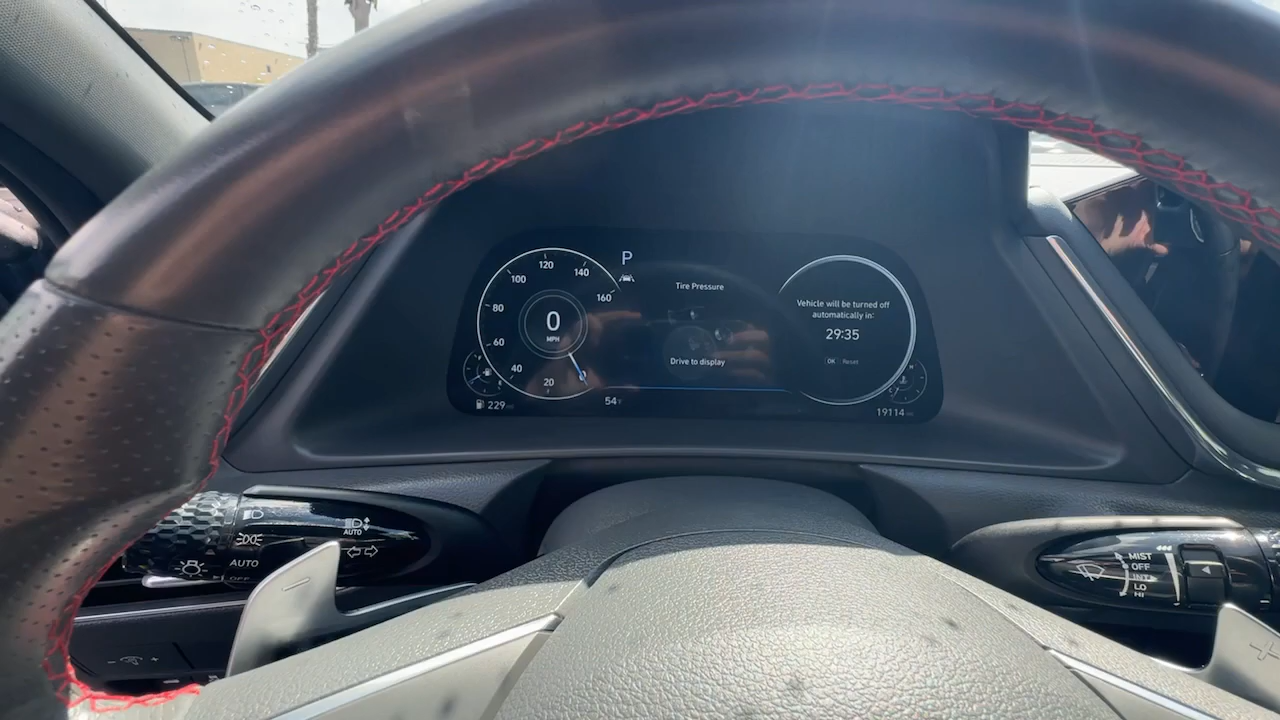 P
120
100
140
160
80
0
MPH
60
40
20
Tire Pressure
Drive to display
Vehicle will be turned off
automatically in:
29:35
OK Reset
229
54°F
19114 mi
AUTO
AUTO
OFF
MIST
OFF
INT
LO
HI